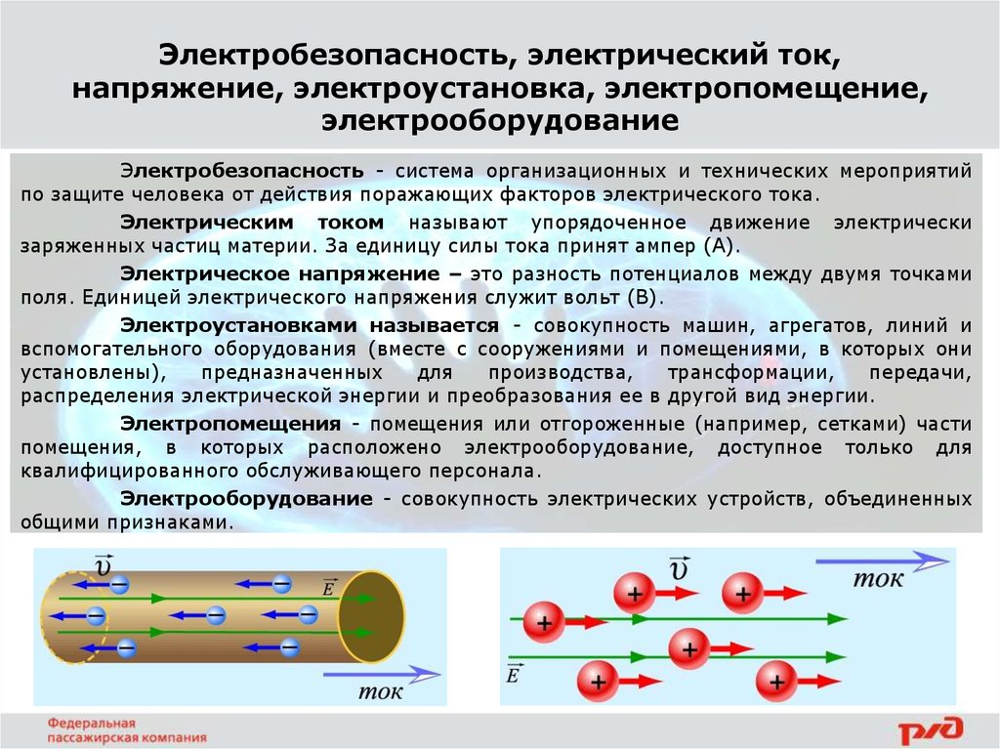 Электробезопасность, электрический ток,
напряжение, электроустановка, электропомещение,
электрооборудование
Электробезопасность - система организационных и технических мероприятий
по защите человека от действия поражающих факторов электрического тока.
Электрическим током называют упорядоченное движение электрически
заряженных частиц материи. За единицу силы тока принят ампер (А).
Электрическое напряжение – это разность потенциалов между двумя точками
поля. Единицей электрического напряжения служит вольт (В).
Электроустановками называется - совокупность машин, агрегатов, линий и
вспомогательного оборудования (вместе с сооружениями и помещениями, в которых они
установлены), предназначенных для производства, трансформации, передачи,
распределения электрической энергии и преобразования ее в другой вид энергии.
Электропомещения - помещения или отгороженные (например, сетками) части
помещения, в которых расположено электрооборудование, доступное только для
квалифицированного обслуживающего персонала.
Электрооборудование - совокупность электрических устройств, объединенных
общими признаками.
υ
E
ток
υ
ток
E
Федеральная
пассажирская компания
РЖД